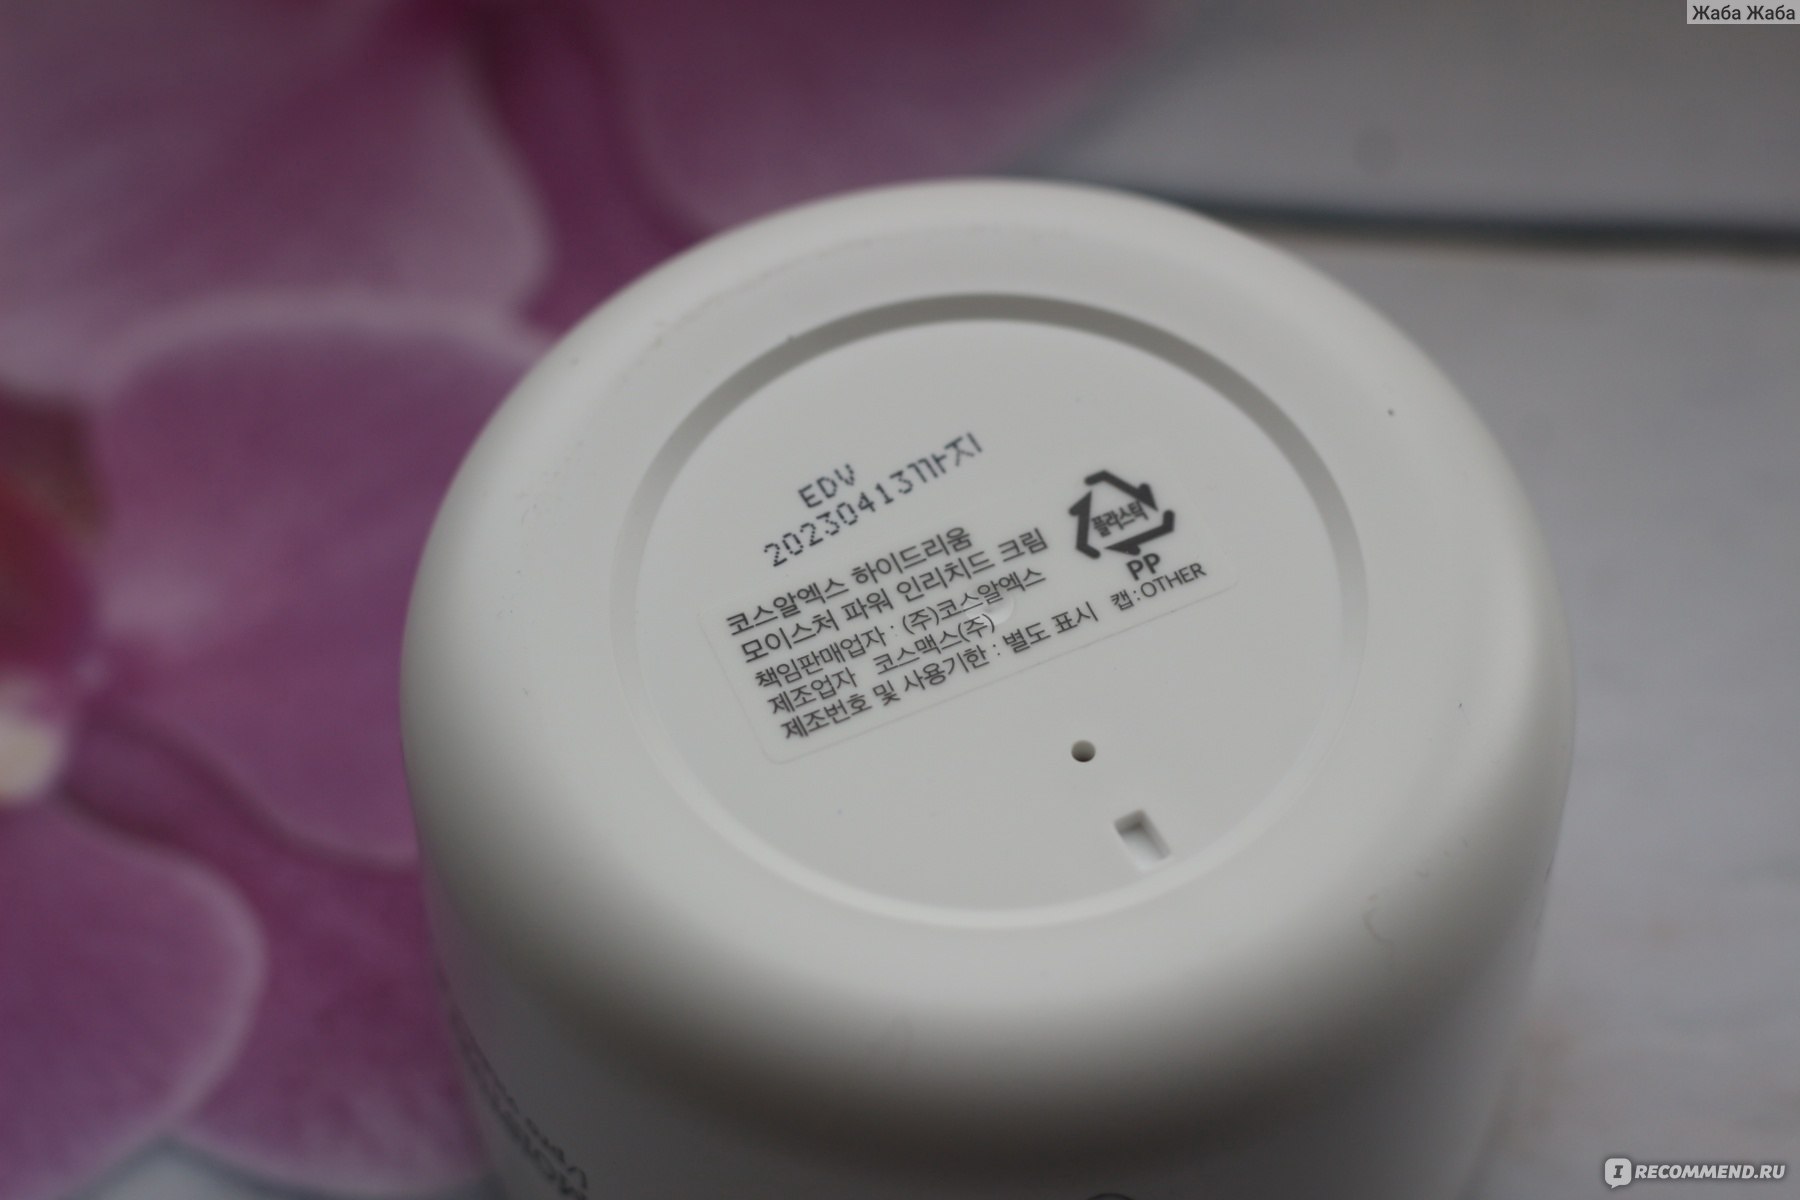 Жаба Жаба
EDV
20230413까지
코스알엑스 하이드리움
모이스처 파워 인리치드 크림
책임판매업자 : (주)코스알엑스
제조업자 코스맥스(주)
제조번호 및 사용기한 : 별도 표시
플라스틱
PP
캡:OTHER
IRECOMMEND.RU